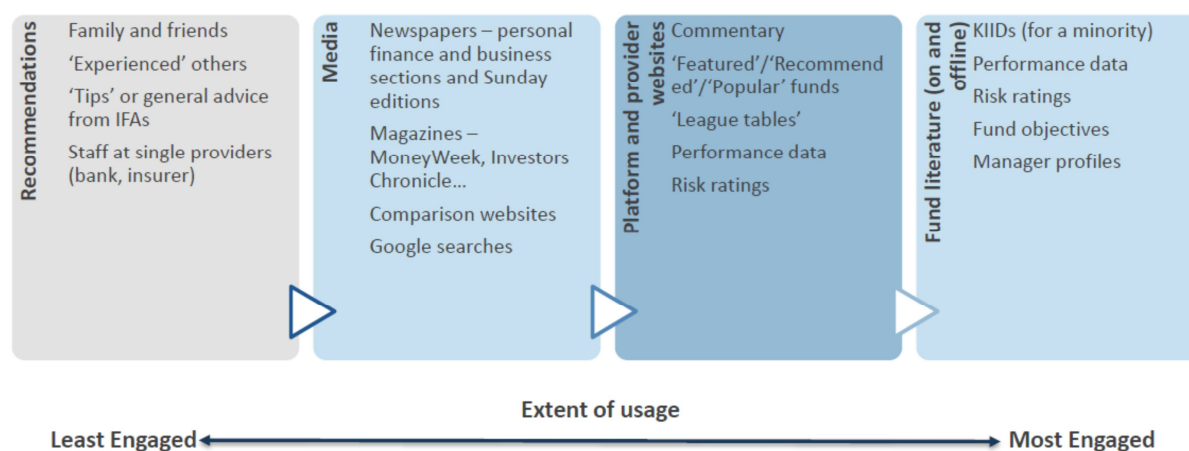 Recommendations
Family and friends
‘Experienced’ others
‘Tips’ or general advice
from IFAs
Staff at single providers
(bank, insurer)
Media
Newspapers – personal
finance and business
sections and Sunday
editions
Magazines –
MoneyWeek, Investors
Chronicle...
Comparison websites
Google searches
Platform and provider
websites
Commentary
‘Featured’/‘Recommend
ed’/‘Popular’ funds
‘League tables’
Performance data
Risk ratings
Fund literature (on and
offline)
KIIDs (for a minority)
Performance data
Risk ratings
Fund objectives
Manager profiles
Extent of usage
Least Engaged
Most Engaged